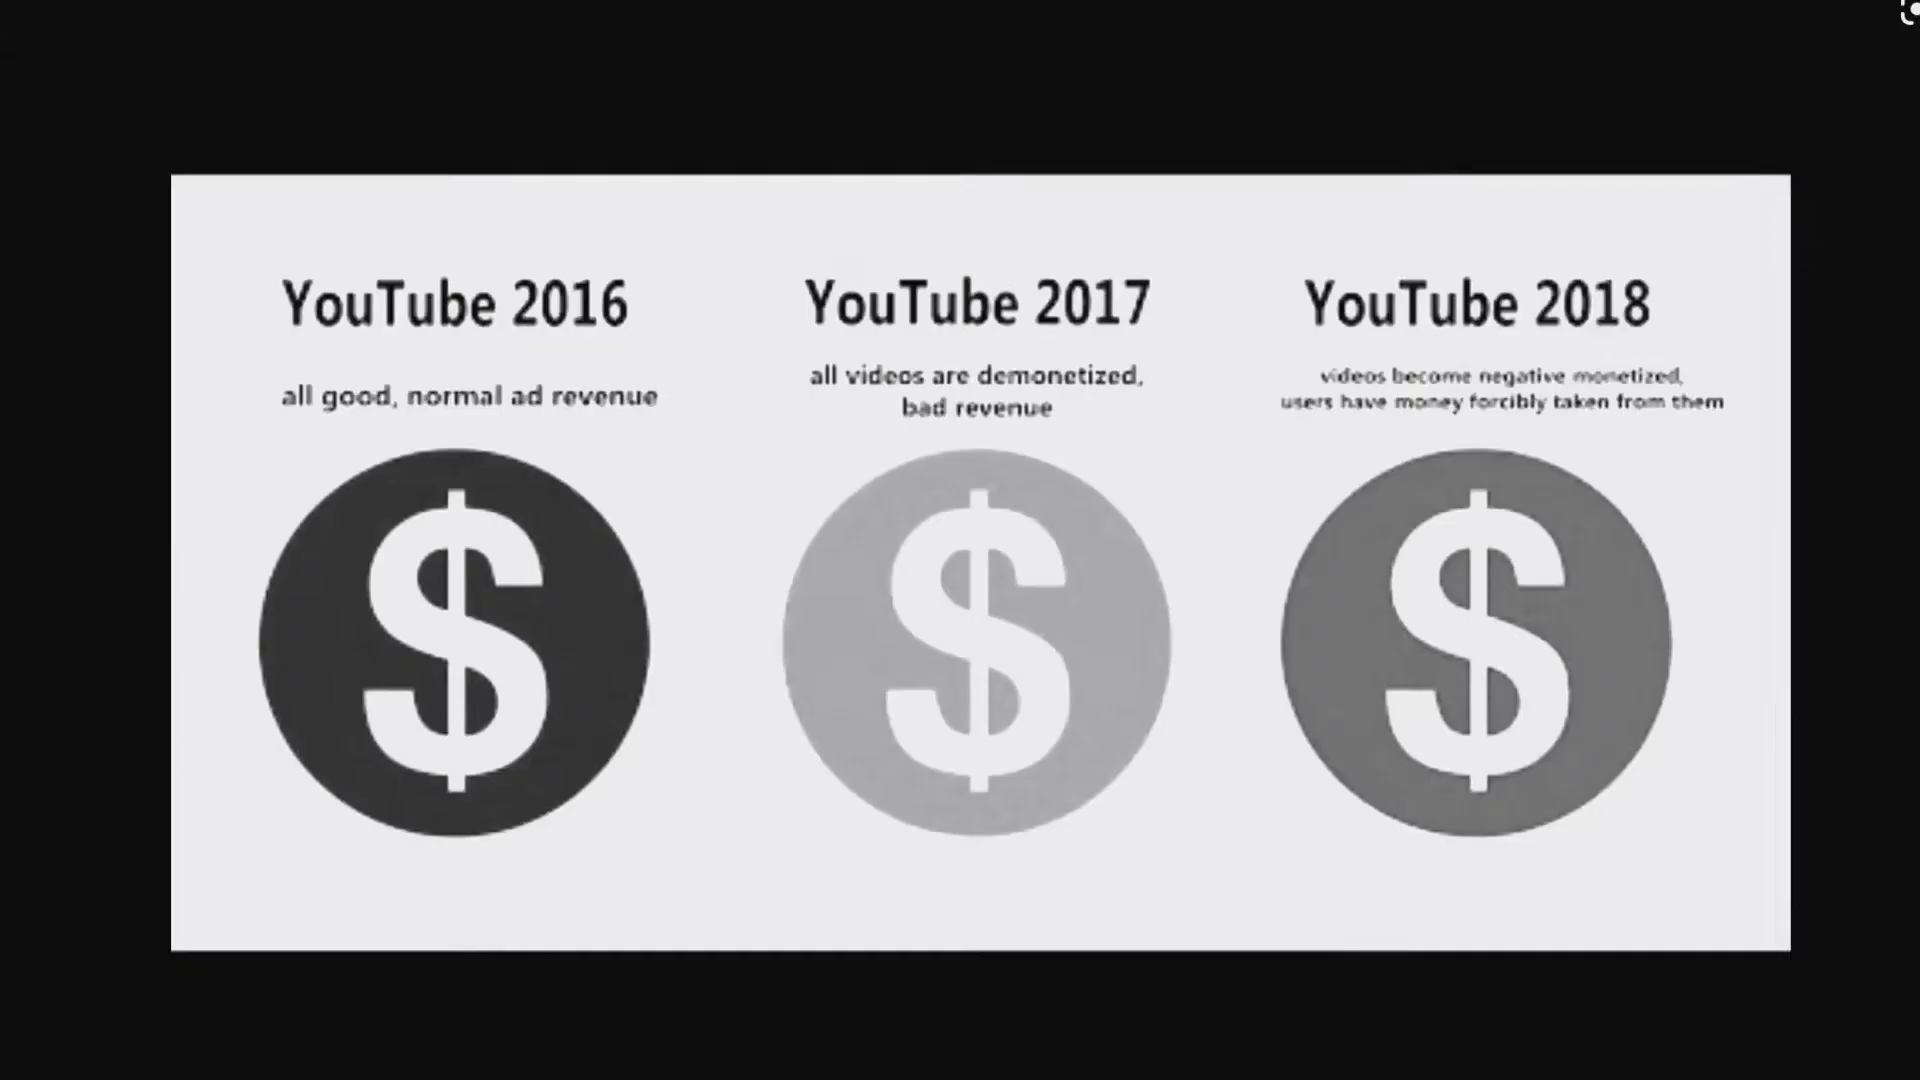 YouTube 2016
all good, normal ad revenue
$
YouTube 2017
all videos are demonetized,
bad revenue
$
YouTube 2018
videos become negative monetized,
users have money forcibly taken from them
$